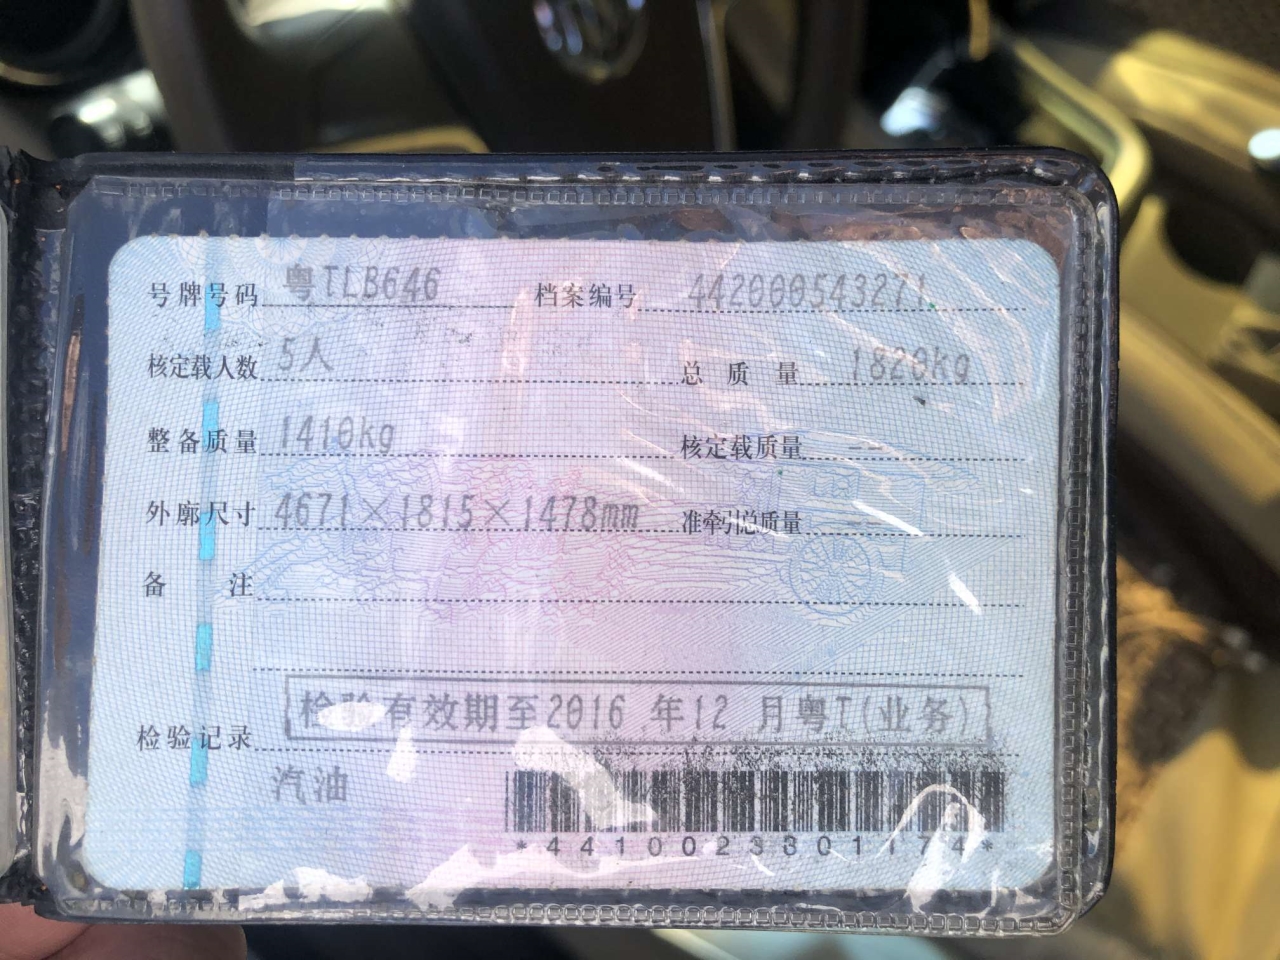 号牌号码 粤TLB646 档案编号 442000543271
核定载人数 5人 总质量 1820kg
整备质量 1410kg 核定载质量 --
外廓尺寸 4671×1815×1478mm 准牵引总质量 --
备注
检验记录 检验有效期至2016年12月粤T(业务)
汽油
*4410023301174*